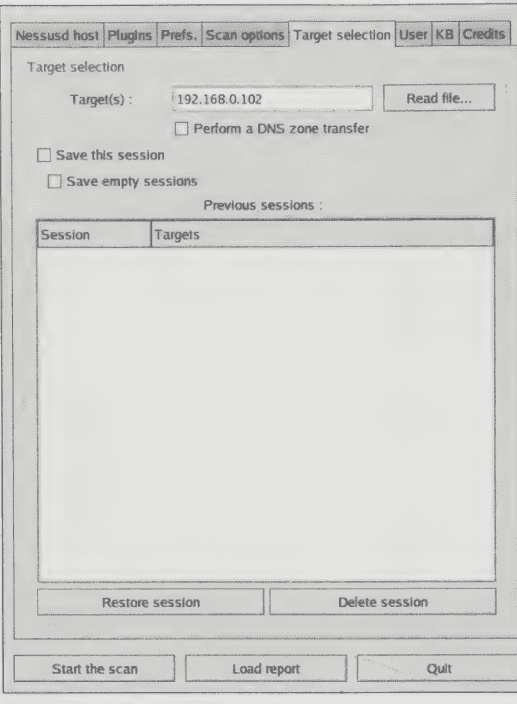 Nessusd host Plugins Prefs. Scan options Target selection User KB Credits
Target selection
Target(s) : 192.168.0.102 Read file...
Perform a DNS zone transfer
Save this session
Save empty sessions
Previous sessions :
Session Targets
Restore session Delete session
Start the scan Load report Quit